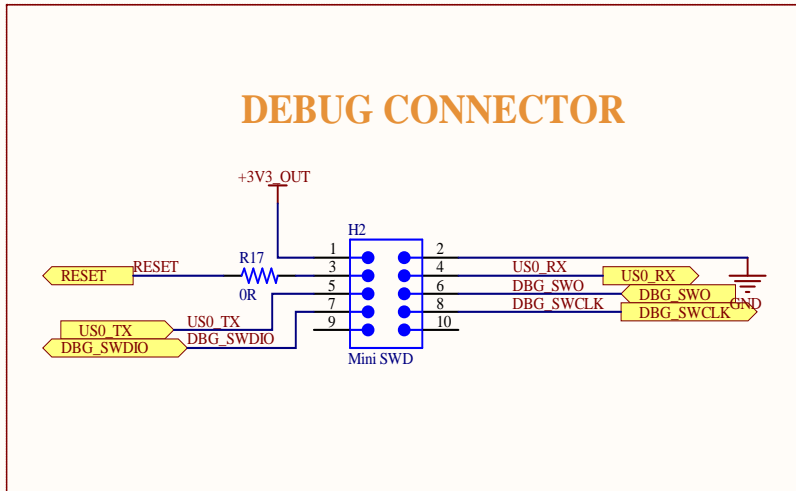 DEBUG CONNECTOR
+3V3_OUT
H2
1 2
RESET RESET R17 3 4 US0_RX US0_RX
0R 5 6 DBG_SWO DBG_SWO
US0_TX US0_TX 7 8 DBG_SWCLK DBG_SWCLK GND
DBG_SWDIO DBG_SWDIO 9 10
Mini SWD